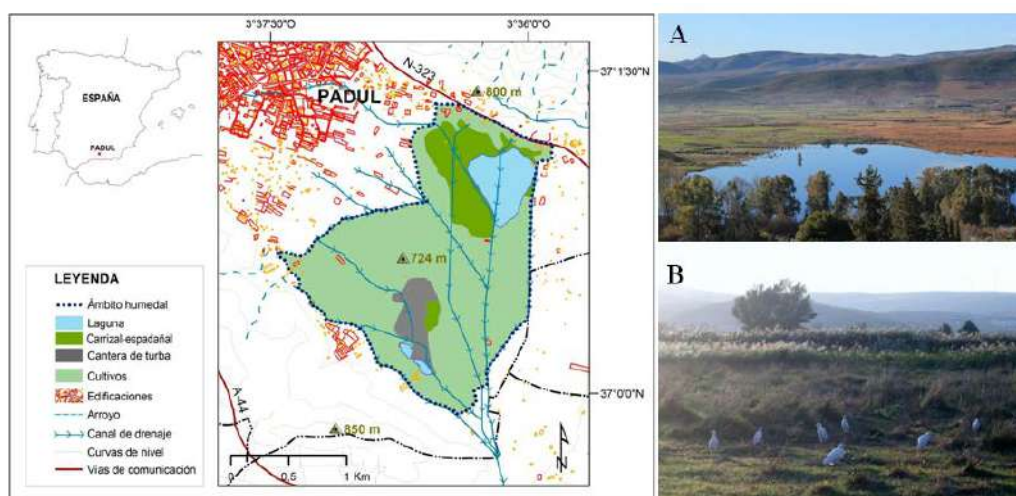 3°37'30"O
3°36'0"O
37°1'30"N
37°0'0"N
ESPAÑA
PADUL
PADUL
N-323
800 m
724 m
850 m
A-44
0
0,5
1 Km
N
LEYENDA
Ámbito humedal
Laguna
Carrizal-espadañal
Cantera de turba
Cultivos
Edificaciones
Arroyo
Canal de drenaje
Curvas de nivel
Vias de comunicación
A
B